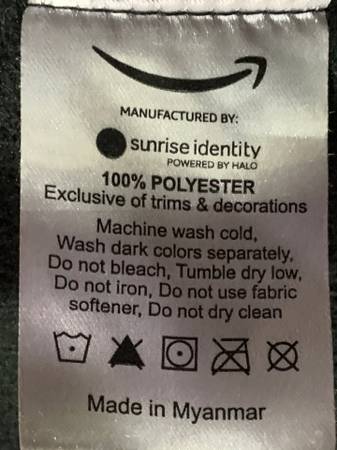 MANUFACTURED BY:
sunrise identity
POWERED BY HALO
100% POLYESTER
Exclusive of trims & decorations
Machine wash cold,
Wash dark colors separately,
Do not bleach, Tumble dry low,
Do not iron, Do not use fabric
softener, Do not dry clean
Made in Myanmar